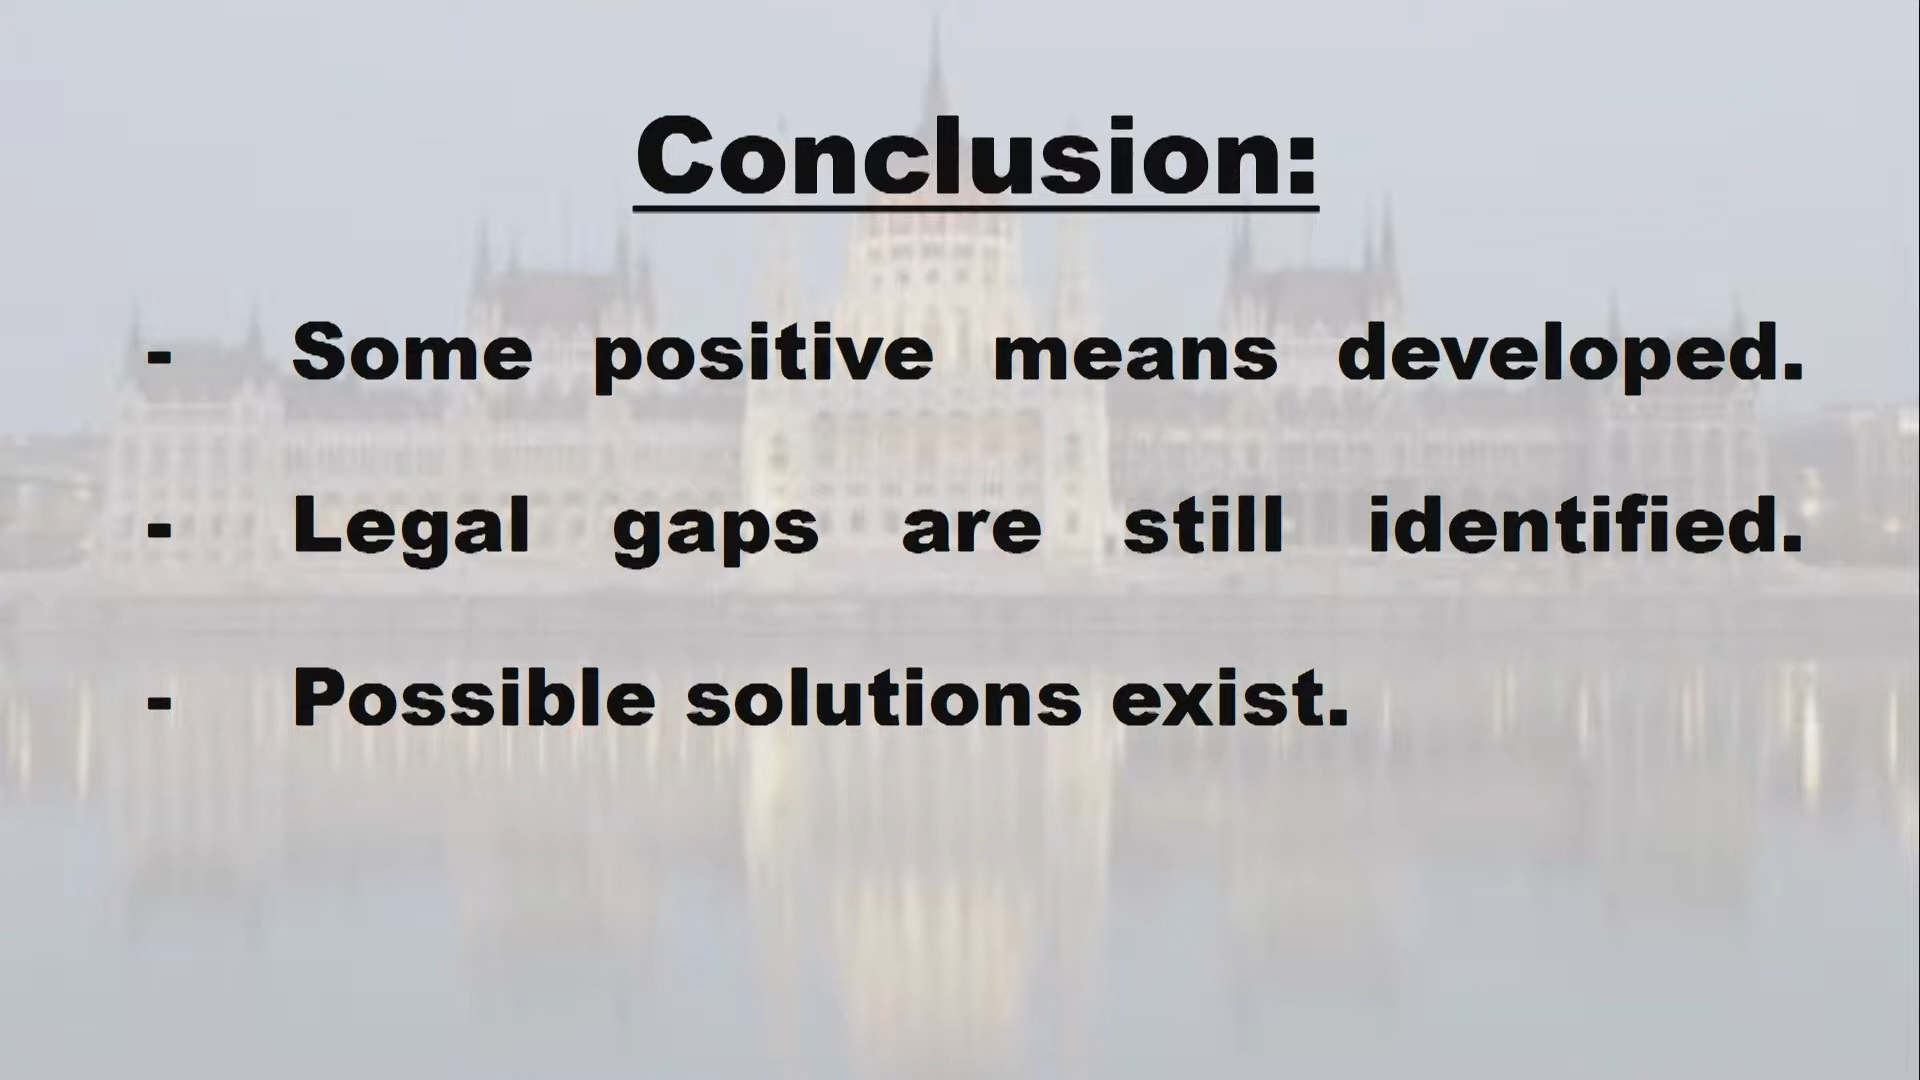 Conclusion:
- Some positive means developed.
- Legal gaps are still identified.
- Possible solutions exist.